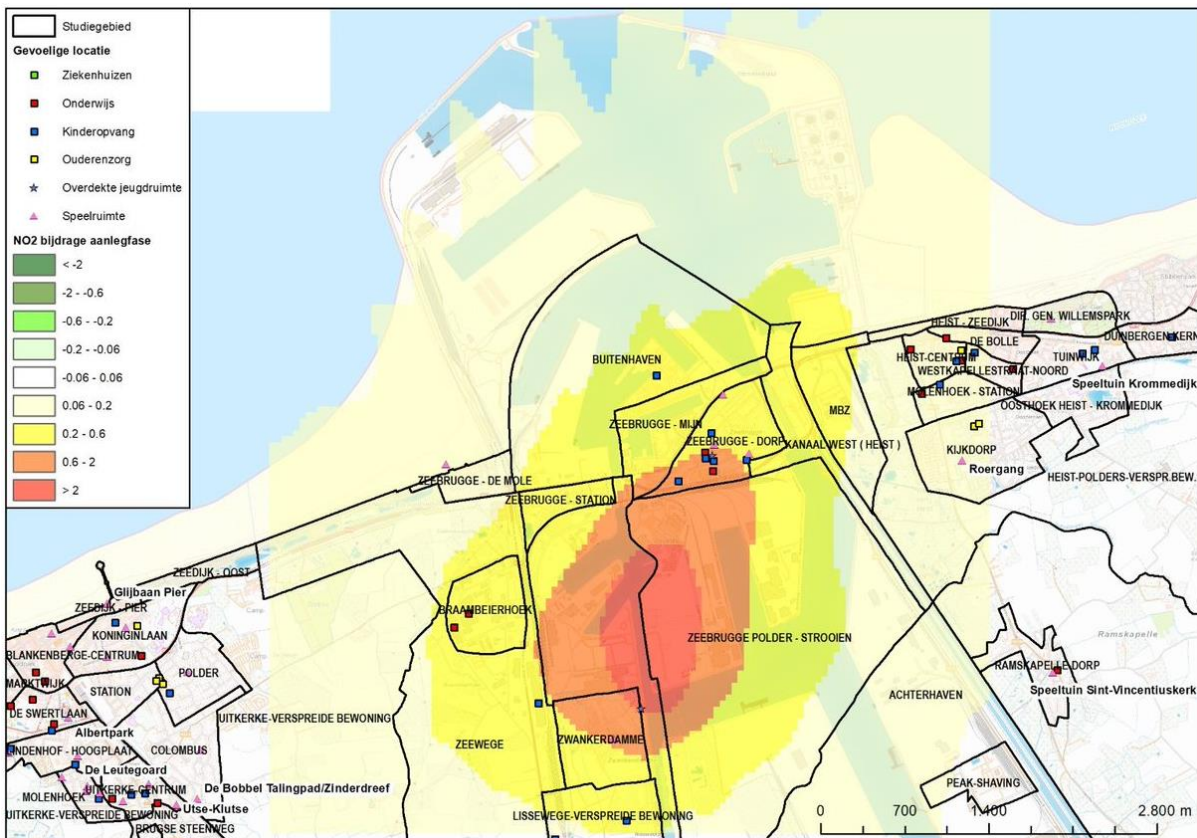 Studiegebied
Gevoelige locatie
Ziekenhuizen
Onderwijs
Kinderopvang
Ouderenzorg
Overdekte jeugdruimte
Speelruimte
NO2 bijdrage aanlegfase
< -2
-2 - -0.6
-0.6 - -0.2
-0.2 - -0.06
-0.06 - 0.06
0.06 - 0.2
0.2 - 0.6
0.6 - 2
> 2
DIR. GEN. WILLEMSPARK
HEIST - ZEEDIJK
DUINBERGEN-KERN
DE BOLLE
HEIST-CENTRUM
TUINWIJK
BUITENHAVEN
WESTKAPELLESTRAAT-NOORD
Speeltuin Krommedijk
MOLENHOEK - STATION
OOSTHOEK HEIST - KROMMEDIJK
MBZ
ZEEBRUGGE - MIJN
ZEEBRUGGE - DORP
KANAAL WEST ( HEIST )
KIJKDORP
Roergang
HEIST-POLDERS-VERSPR.BEW.
ZEEBRUGGE - DE MOLE
ZEEBRUGGE - STATION
ZEEDIJK - OOST
Glijbaan Pier
ZEEDIJK - PIER
BRAAMBEIERHOEK
KONINGINLAAN
ZEEBRUGGE POLDER - STROOIEN
Ramskapelle
BLANKENBERGE-CENTRUM
RAMSKAPELLE-DORP
POLDER
MARKTWIJK
STATION
Speeltuin Sint-Vincentiuskerk
ACHTERHAVEN
DE SWERTLAAN
UITKERKE-VERSPREIDE BEWONING
Albertpark
ZEEWEGE
ZWANKERDAMME
INDENHOF - HOOGPLAAT
COLOMBUS
De Leutegoard
PEAK-SHAVING
UITKERKE-CENTRUM
De Bobbel Talingpad/Zinderdreef
MOLENHOEK
Utse-Klutse
0 700 1.400 2.800 m
UITKERKE-VERSPREIDE BEWONING
LISSEWEGE-VERSPREIDE BEWONING
BRUGSE STEENWEG